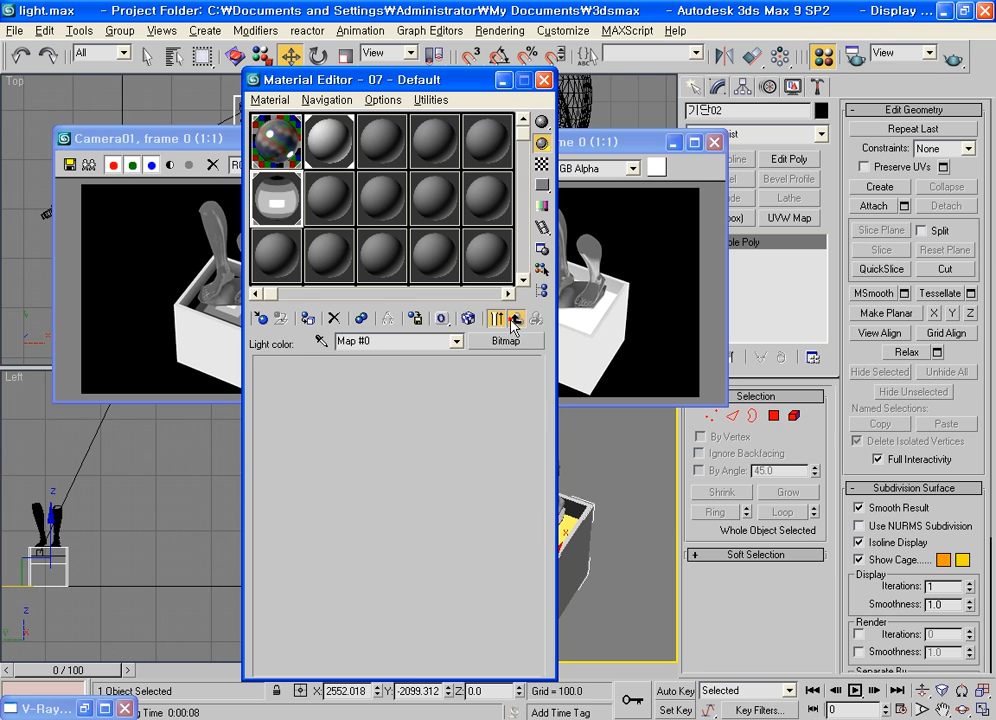 light.max - Project Folder: C:₩Documents and Settings₩Administrator₩My Documents₩3dsmax - Autodesk 3ds Max 9 SP2 - Display ...
File Edit Tools Group Views Create Modifiers reactor Animation Graph Editors Rendering Customize MAXScript Help
All
View
View
Top
Material Editor - 07 - Default
Material Navigation Options Utilities
Camera01, frame 0 (1:1)
e 0 (1:1)
GB Alpha
Light color:
Map #0
Bitmap
Left
기단02
ist
Edit Poly
Bevel Profile
Lathe
UVW Map
Edit Geometry
Repeat Last
Constraints: None
Preserve UVs
Create Collapse
Attach Detach
Slice Plane Split
Slice Reset Plane
QuickSlice Cut
MSmooth Tessellate
Make Planar X Y Z
View Align Grid Align
Relax
Hide Selected Unhide All
Hide Unselected
Named Selections:
Copy Paste
Delete Isolated Vertices
Full Interactivity
Selection
By Vertex
Ignore Backfacing
By Angle: 45.0
Shrink Grow
Ring Loop
Whole Object Selected
+ Soft Selection
- Subdivision Surface
Smooth Result
Use NURMS Subdivision
Isoline Display
Show Cage......
Display
Iterations: 1
Smoothness: 1.0
Render
Iterations: 0
Smoothness: 1.0
Separate By
0 / 100
1 Object Selected
X: 2552.018 Y: -2099.312 Z: 0.0 Grid = 100.0
Auto Key Selected
V-Ray...
Time 0:00:08
Add Time Tag
Set Key Key Filters...
0